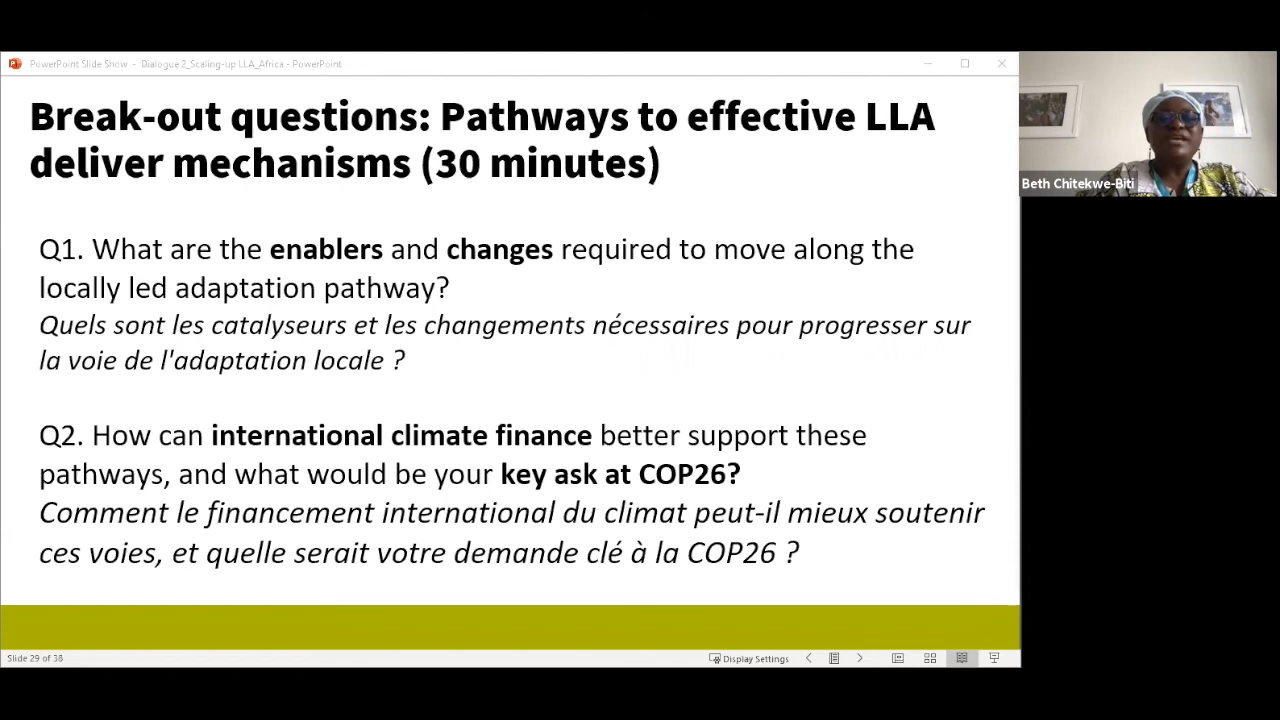 PowerPoint Slide Show - Dialogue 2_Scaling-up LLA_Africa - PowerPoint
Break-out questions: Pathways to effective LLA
deliver mechanisms (30 minutes)
Beth Chitekwe-Biti
Q1. What are the enablers and changes required to move along the
locally led adaptation pathway?
Quels sont les catalyseurs et les changements nécessaires pour progresser sur
la voie de l'adaptation locale ?
Q2. How can international climate finance better support these
pathways, and what would be your key ask at COP26?
Comment le financement international du climat peut-il mieux soutenir
ces voies, et quelle serait votre demande clé à la COP26 ?
Slide 29 of 38
Display Settings